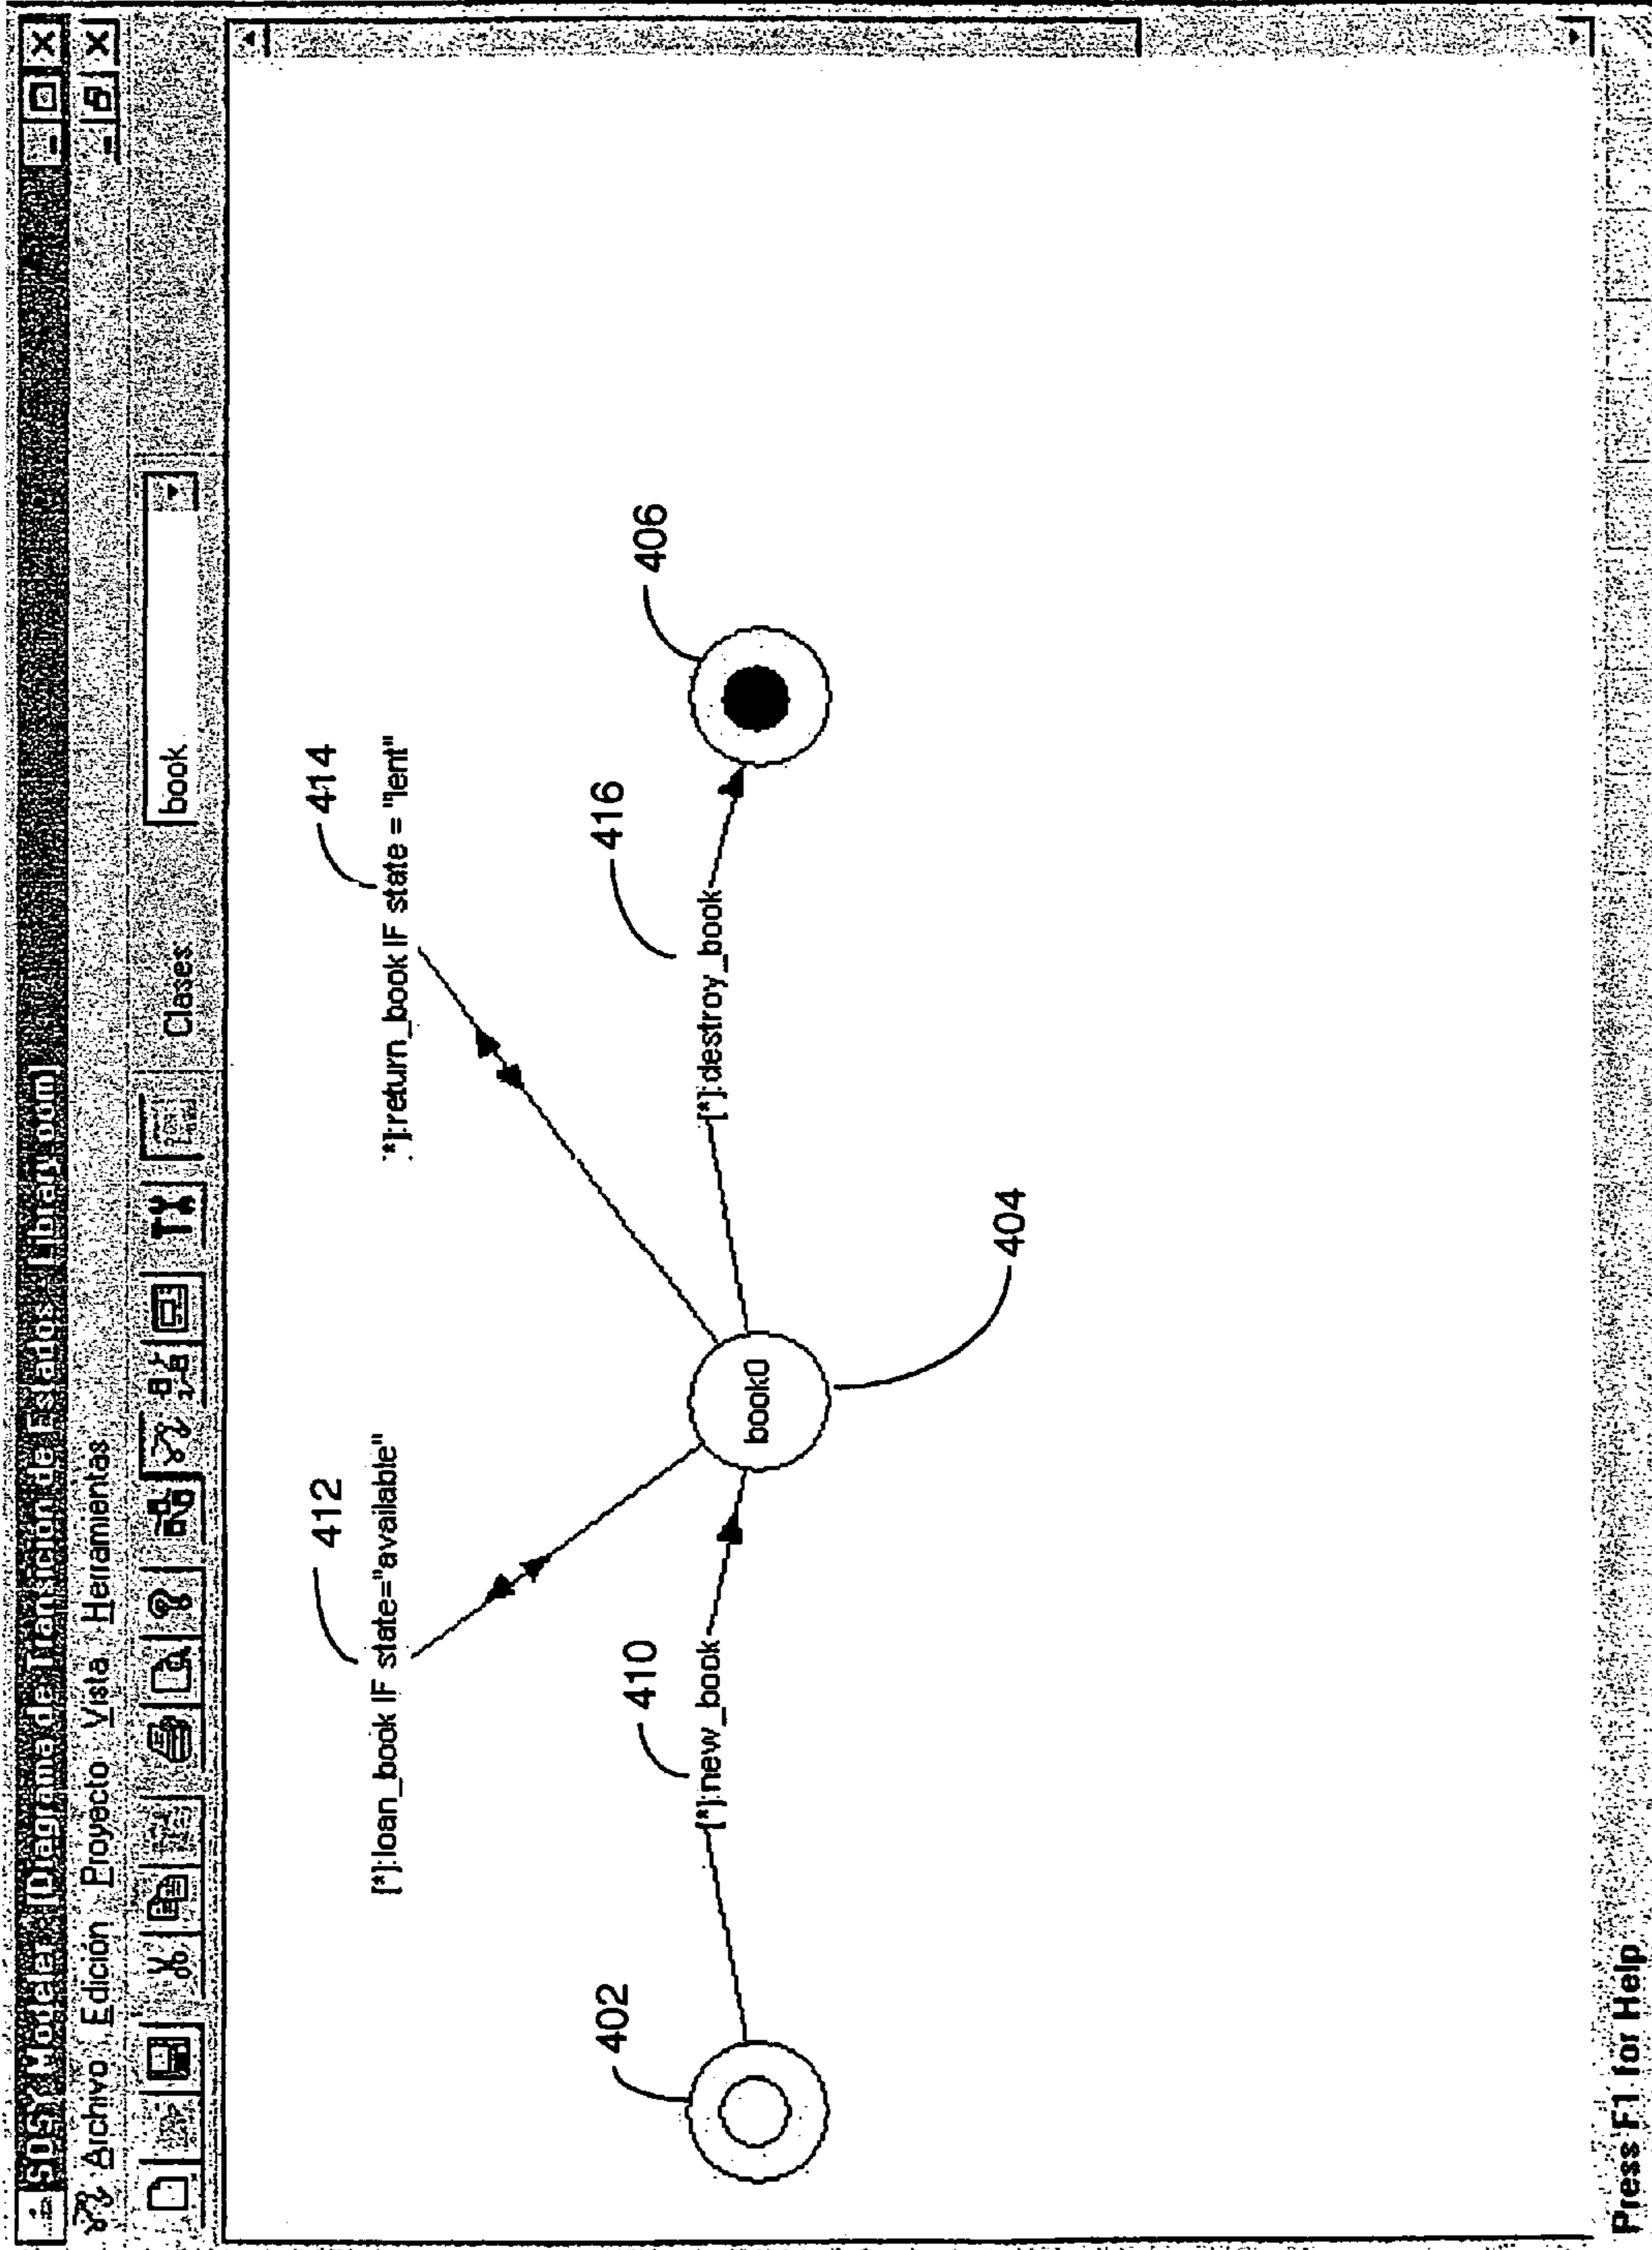 SOSY Modeler [Diagrama de Transición de Estados: Library.oum]
Archivo Edición Proyecto Vista Herramientas
Clases: book
412
[*]:loan_book IF state="available"
414
*]:return_book IF state = "lent"
402
410
[*]:new_book
416
[*]:destroy_book
406
book0
404
Press F1 for Help